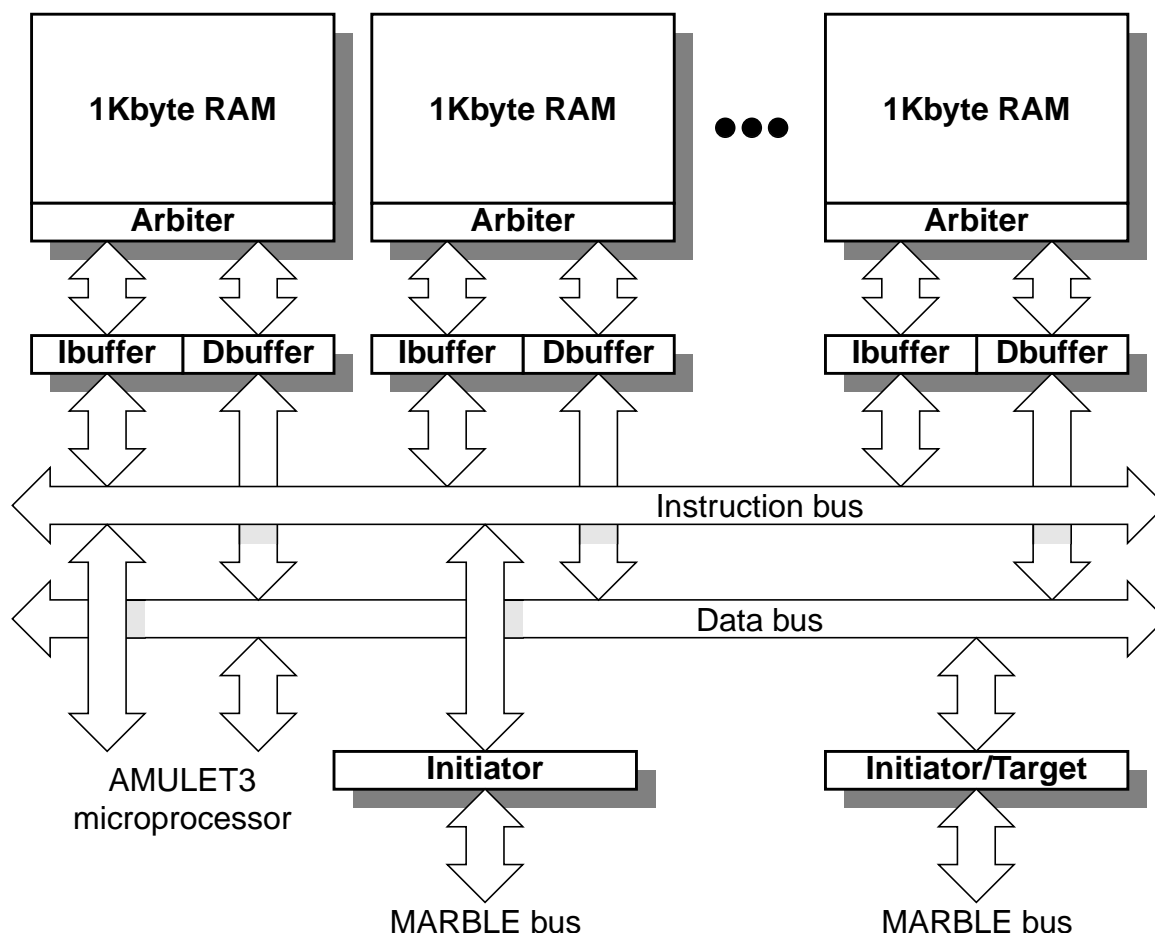 1Kbyte RAM
1Kbyte RAM
1Kbyte RAM
Arbiter
Arbiter
Arbiter
Ibuffer
Dbuffer
Ibuffer
Dbuffer
Ibuffer
Dbuffer
Instruction bus
Data bus
AMULET3
microprocessor
Initiator
Initiator/Target
MARBLE bus
MARBLE bus